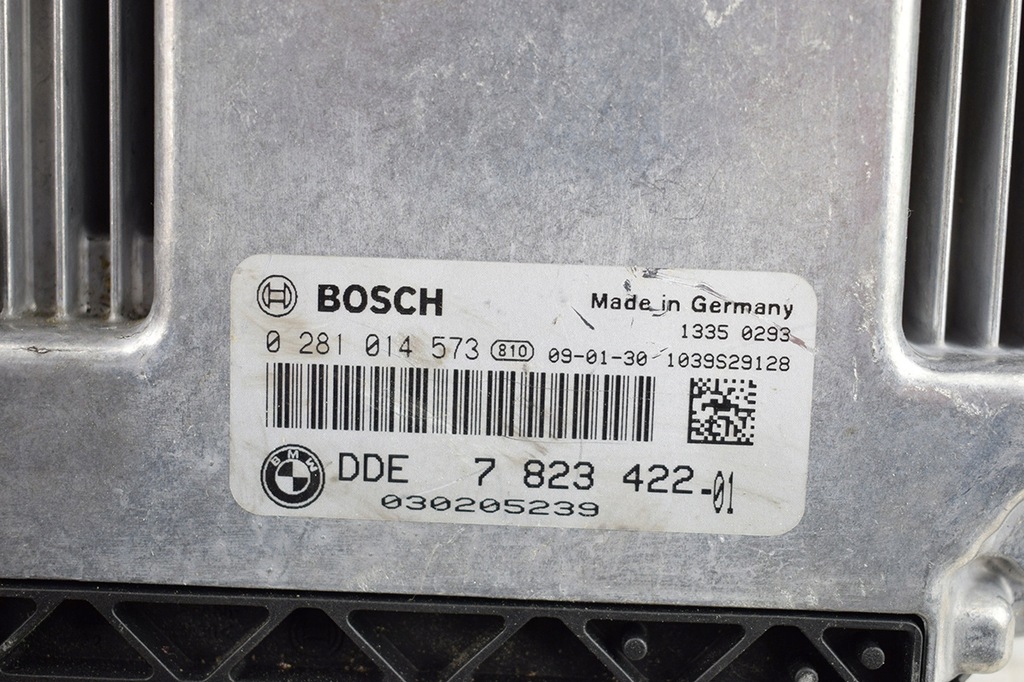 BOSCH Made in Germany
1335 0293
0 281 014 573 810 09-01-30 1039S29128
BMW DDE 7 823 422-01
030205239